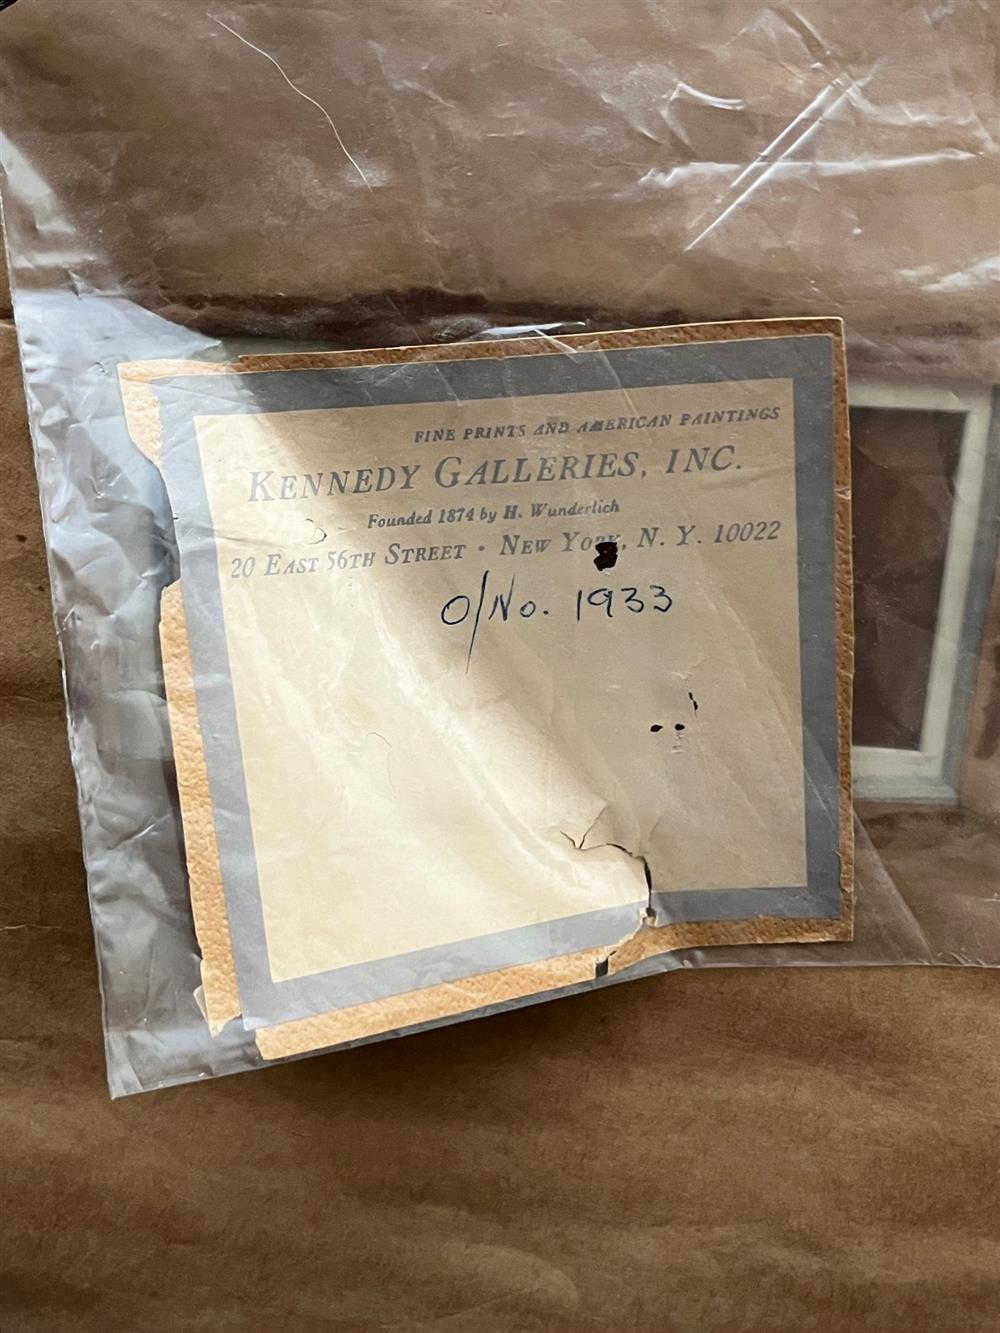 FINE PRINTS AND AMERICAN PAINTINGS
KENNEDY GALLERIES, INC.
Founded 1874 by H. Wunderlich
20 EAST 56TH STREET · NEW YORK, N. Y. 10022
O/No. 1933